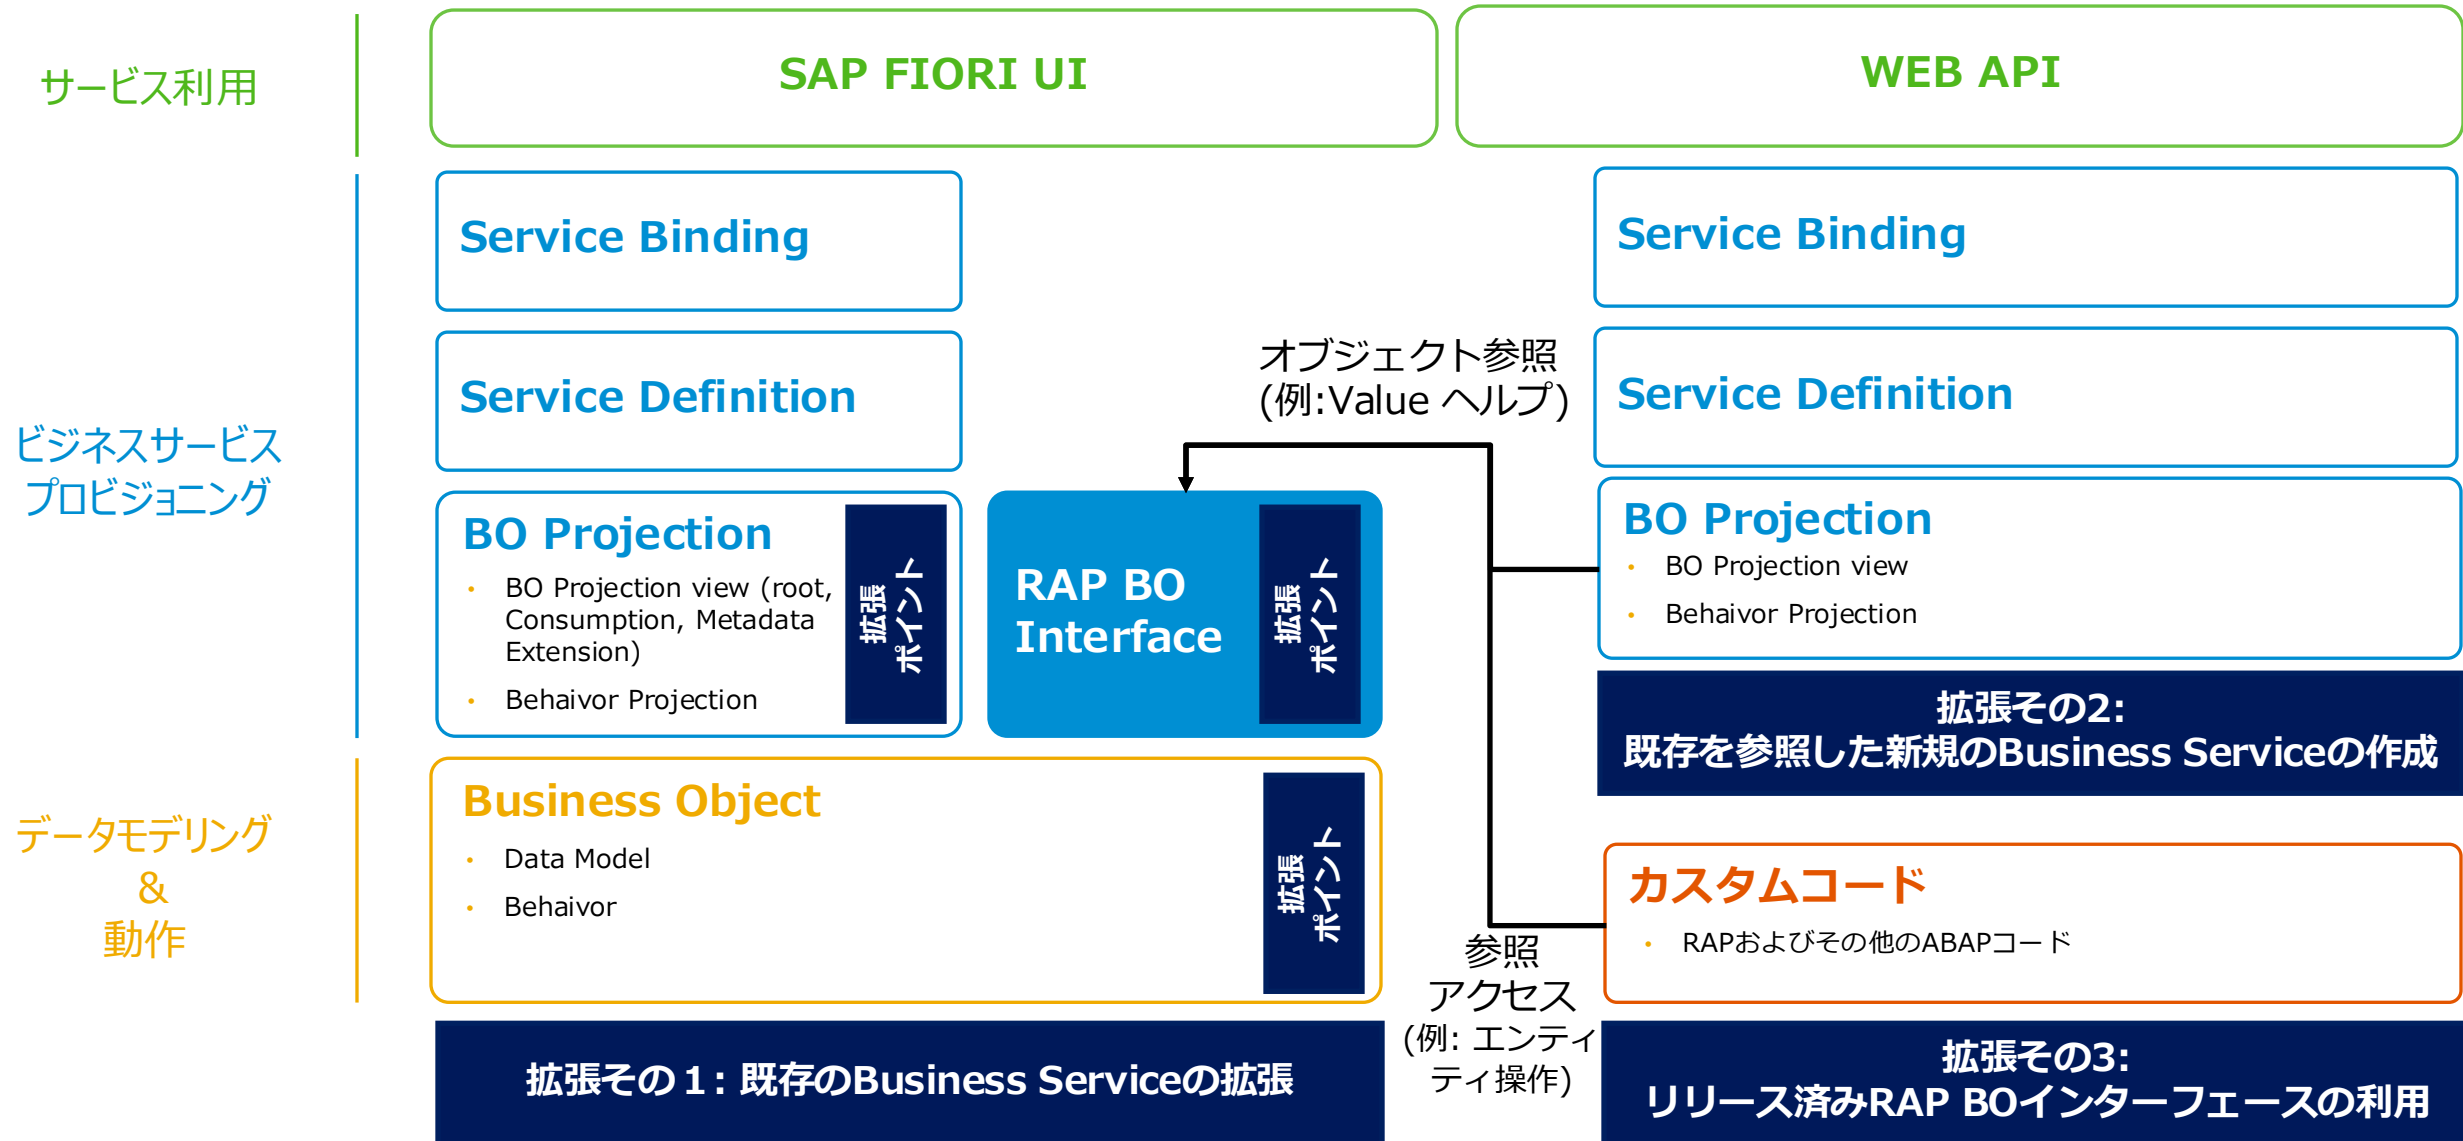 サービス利用
SAP FIORI UI
WEB API
ビジネスサービス
プロビジョニング
Service Binding
Service Definition
BO Projection
• BO Projection view (root,
Consumption, Metadata
Extension)
• Behaivor Projection
拡張
ポイント
RAP BO
Interface
拡張
ポイント
オブジェクト参照
(例:Value ヘルプ)
Service Binding
Service Definition
BO Projection
• BO Projection view
• Behaivor Projection
拡張その2:
既存を参照した新規のBusiness Serviceの作成
データモデリング
&
動作
Business Object
• Data Model
• Behaivor
拡張
ポイント
拡張その1: 既存のBusiness Serviceの拡張
参照
アクセス
(例: エンティ
ティ操作)
カスタムコード
• RAPおよびその他のABAPコード
拡張その3:
リリース済みRAP BOインターフェースの利用